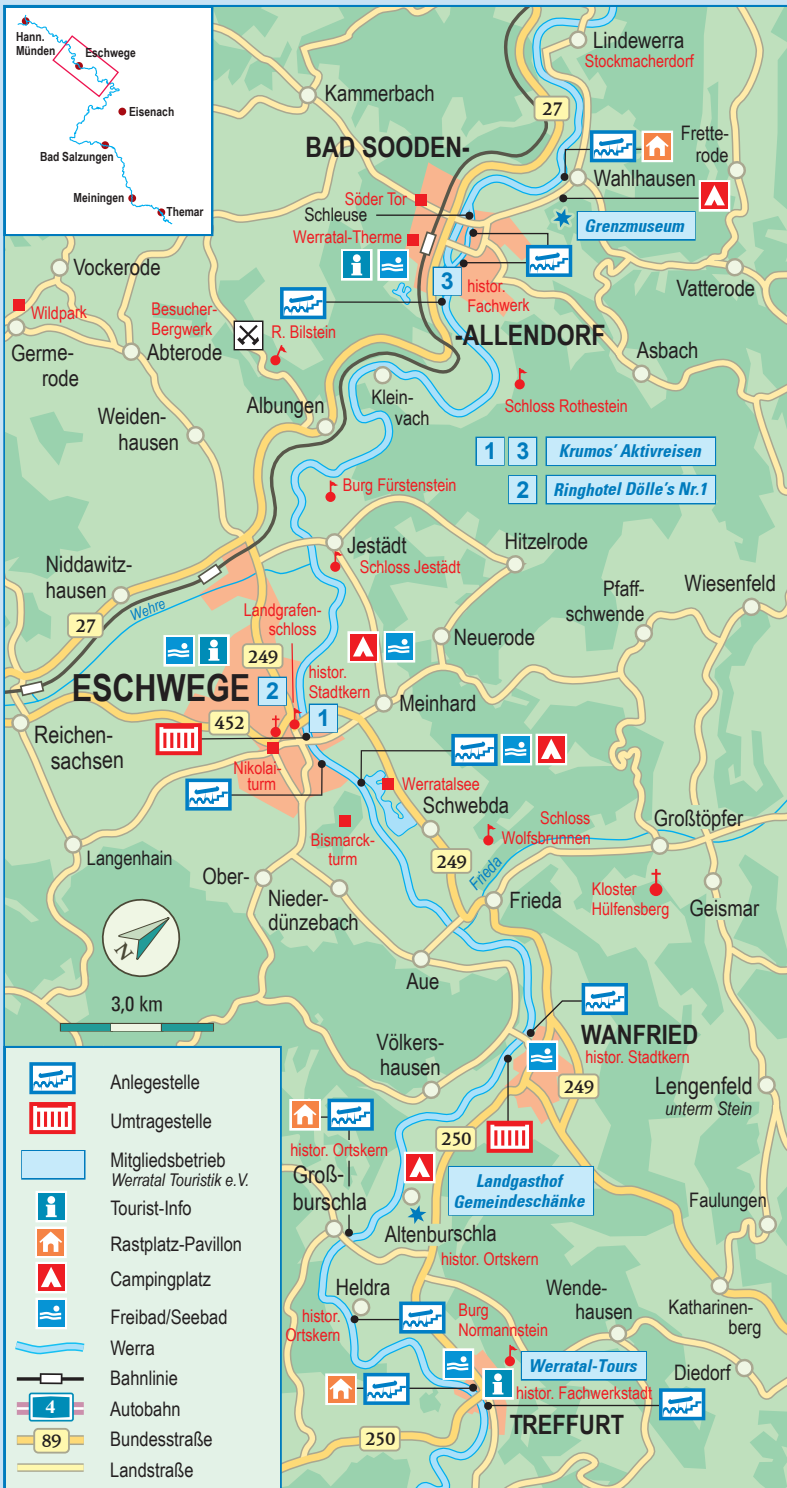 Hann.
Münden
Eschwege
Eisenach
Bad Salzungen
Meiningen
Themar
Lindewerra
Stockmacherdorf
Kammerbach
27
BAD SOODEN-
Frette-
rode
Wahlhausen
Söder Tor
Schleuse
Grenzmuseum
Werratal-Therme
Vockerode
3
histor.
Fachwerk
Vatterode
Wildpark
Besucher-
Bergwerk
R. Bilstein
-ALLENDORF
Germe-
rode
Abterode
Asbach
Klein-
vach
Schloss Rothestein
Albungen
Weiden-
hausen
1 3 Krumos' Aktivreisen
2 Ringhotel Dölle's Nr.1
Burg Fürstenstein
Jestädt
Schloss Jestädt
Hitzelrode
Niddawitz-
hausen
Wehre
Pfaff-
schwende
Wiesenfeld
27
Landgrafen-
schloss
Neuerode
249
histor.
Stadtkern
ESCHWEGE
2
1
Meinhard
452
Reichen-
sachsen
Nikolai-
turm
Werratalsee
Schwebda
Bismarck-
turm
Schloss
Wolfsbrunnen
Großtöpfer
Langenhain
249
Frieda
Ober-
Nieder-
dünzebach
Frieda
Kloster
Hülfensberg
Geismar
N
Aue
3,0 km
WANFRIED
histor. Stadtkern
Völkers-
hausen
249
Lengenfeld
unterm Stein
250
histor. Ortskern
Groß-
burschla
Landgasthof
Gemeindeschänke
Altenburschla
histor. Ortskern
Faulungen
Heldra
histor.
Ortskern
Burg
Normannstein
Wende-
hausen
Katharinen-
berg
Werratal-Tours
Diedorf
histor. Fachwerkstadt
TREFFURT
250
Anlegestelle
Umtragestelle
Mitgliedsbetrieb
Werratal Touristik e.V.
Tourist-Info
Rastplatz-Pavillon
Campingplatz
Freibad/Seebad
Werra
Bahnlinie
4 Autobahn
89 Bundesstraße
Landstraße